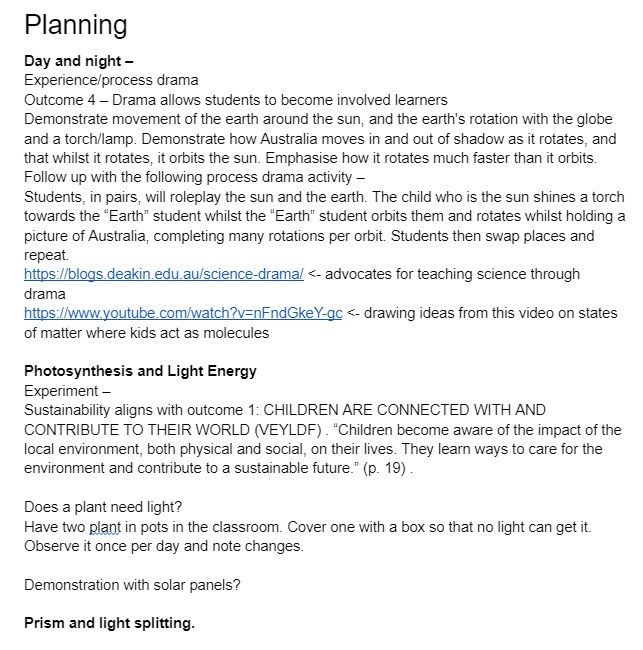 Planning
Day and night –
Experience/process drama
Outcome 4 – Drama allows students to become involved learners
Demonstrate movement of the earth around the sun, and the earth's rotation with the globe
and a torch/lamp. Demonstrate how Australia moves in and out of shadow as it rotates, and
that whilst it rotates, it orbits the sun. Emphasise how it rotates much faster than it orbits.
Follow up with the following process drama activity –
Students, in pairs, will roleplay the sun and the earth. The child who is the sun shines a torch
towards the “Earth” student whilst the “Earth” student orbits them and rotates whilst holding a
picture of Australia, completing many rotations per orbit. Students then swap places and
repeat.
https://blogs.deakin.edu.au/science-drama/ <- advocates for teaching science through
drama
https://www.youtube.com/watch?v=nFndGkeY-gc <- drawing ideas from this video on states
of matter where kids act as molecules
Photosynthesis and Light Energy
Experiment –
Sustainability aligns with outcome 1: CHILDREN ARE CONNECTED WITH AND
CONTRIBUTE TO THEIR WORLD (VEYLDF) . “Children become aware of the impact of the
local environment, both physical and social, on their lives. They learn ways to care for the
environment and contribute to a sustainable future.” (p. 19) .
Does a plant need light?
Have two plant in pots in the classroom. Cover one with a box so that no light can get it.
Observe it once per day and note changes.
Demonstration with solar panels?
Prism and light splitting.